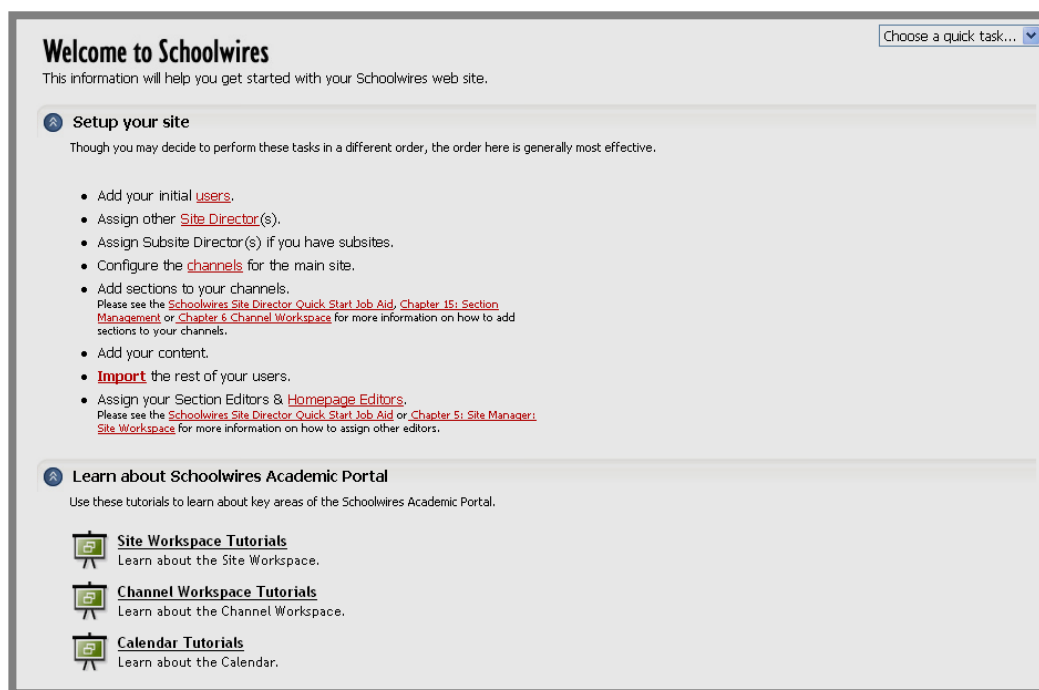 Choose a quick task...
Welcome to Schoolwires
This information will help you get started with your Schoolwires web site.
Setup your site
Though you may decide to perform these tasks in a different order, the order here is generally most effective.
• Add your initial users.
• Assign other Site Director(s).
• Assign Subsite Director(s) if you have subsites.
• Configure the channels for the main site.
• Add sections to your channels.
Please see the Schoolwires Site Director Quick Start Job Aid, Chapter 15: Section
Management or Chapter 6 Channel Workspace for more information on how to add
sections to your channels.
• Add your content.
• Import the rest of your users.
• Assign your Section Editors & Homepage Editors.
Please see the Schoolwires Site Director Quick Start Job Aid or Chapter 5: Site Manager:
Site Workspace for more information on how to assign other editors.
Learn about Schoolwires Academic Portal
Use these tutorials to learn about key areas of the Schoolwires Academic Portal.
Site Workspace Tutorials
Learn about the Site Workspace.
Channel Workspace Tutorials
Learn about the Channel Workspace.
Calendar Tutorials
Learn about the Calendar.